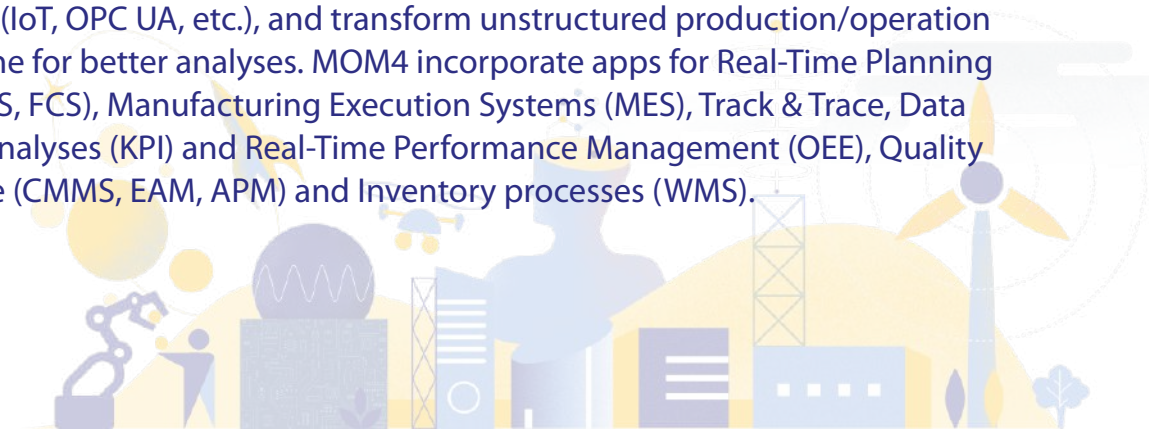 (IoT, OPC UA, etc.), and transform unstructured production/operation
for better analyses. MOM4 incorporate apps for Real-Time Planning
FCS), Manufacturing Execution Systems (MES), Track & Trace, Data
(KPI) and Real-Time Performance Management (OEE), Quality
(CMMS, EAM, APM) and Inventory processes (WMS).